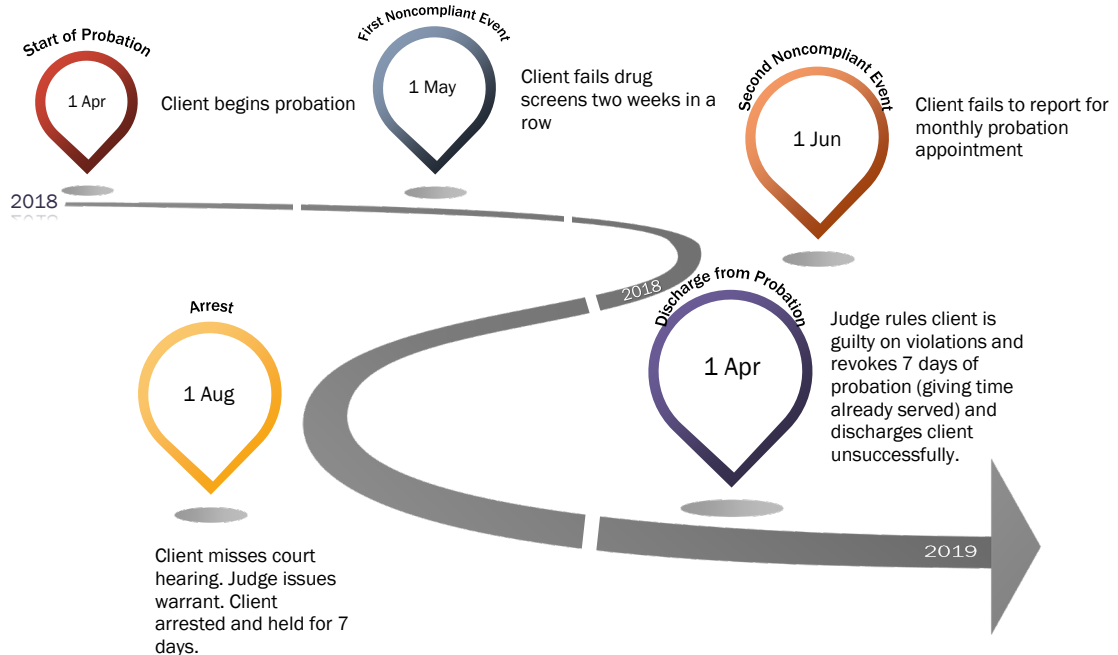 Start of Probation
1 Apr
Client begins probation
First Noncompliant Event
1 May
Client fails drug
screens two weeks in a
row
Second Noncompliant Event
1 Jun
Client fails to report for
monthly probation
appointment
2018
2018
Arrest
1 Aug
Client misses court
hearing. Judge issues
warrant. Client
arrested and held for 7
days.
Discharge from Probation
1 Apr
Judge rules client is
guilty on violations and
revokes 7 days of
probation (giving time
already served) and
discharges client
unsuccessfully.
2019